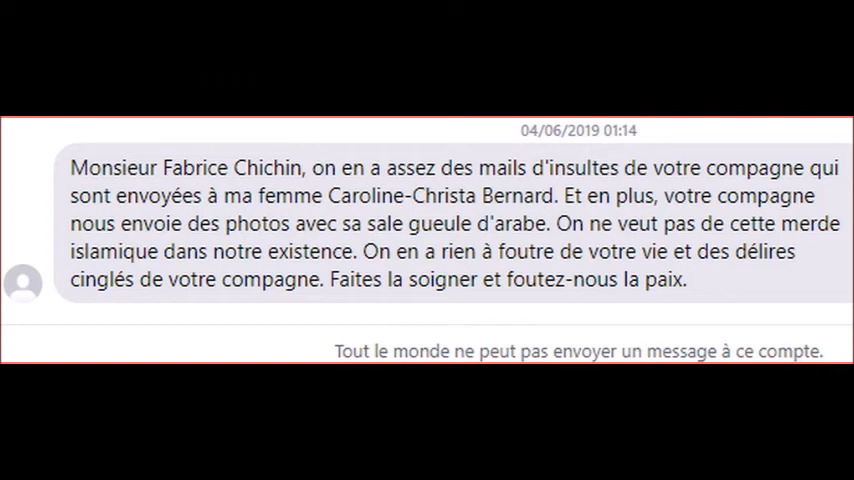 04/06/2019 01:14
Monsieur Fabrice Chichin, on en a assez des mails d'insultes de votre compagne qui
sont envoyées à ma femme Caroline-Christa Bernard. Et en plus, votre compagne
nous envoie des photos avec sa sale gueule d'arabe. On ne veut pas de cette merde
islamique dans notre existence. On en a rien à foutre de votre vie et des délires
cinglés de votre compagne. Faites la soigner et foutez-nous la paix.
Tout le monde ne peut pas envoyer un message à ce compte.